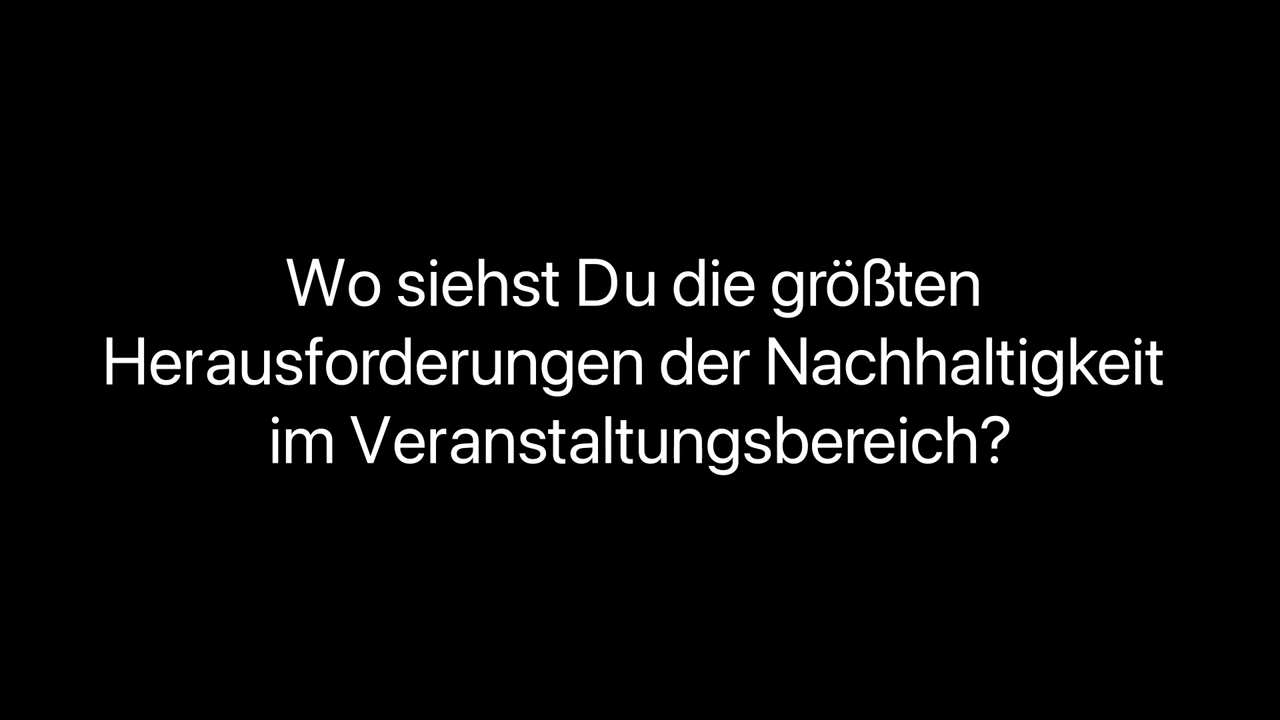 Wo siehst Du die größten
Herausforderungen der Nachhaltigkeit
im Veranstaltungsbereich?